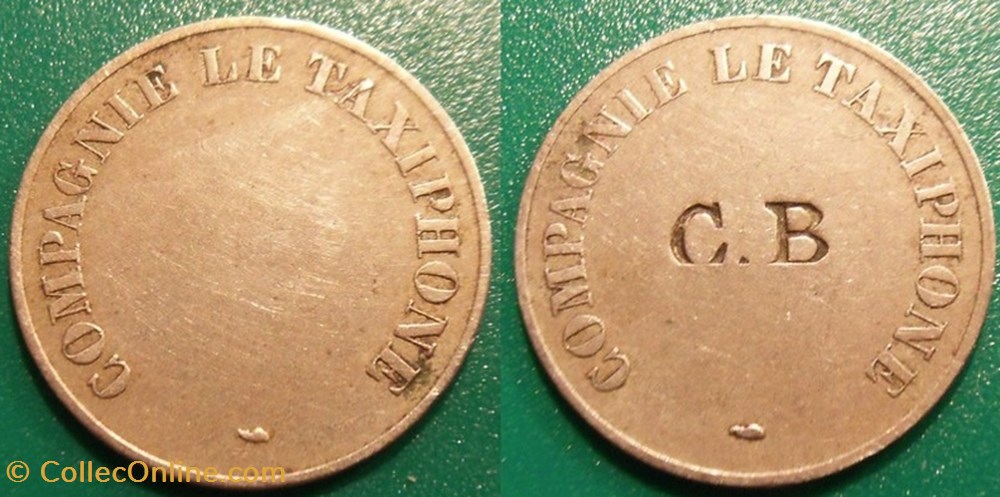 COMPAGNIE LE TAXIPHONE
COMPAGNIE LE TAXIPHONE
C. B
© CollecOnline.com